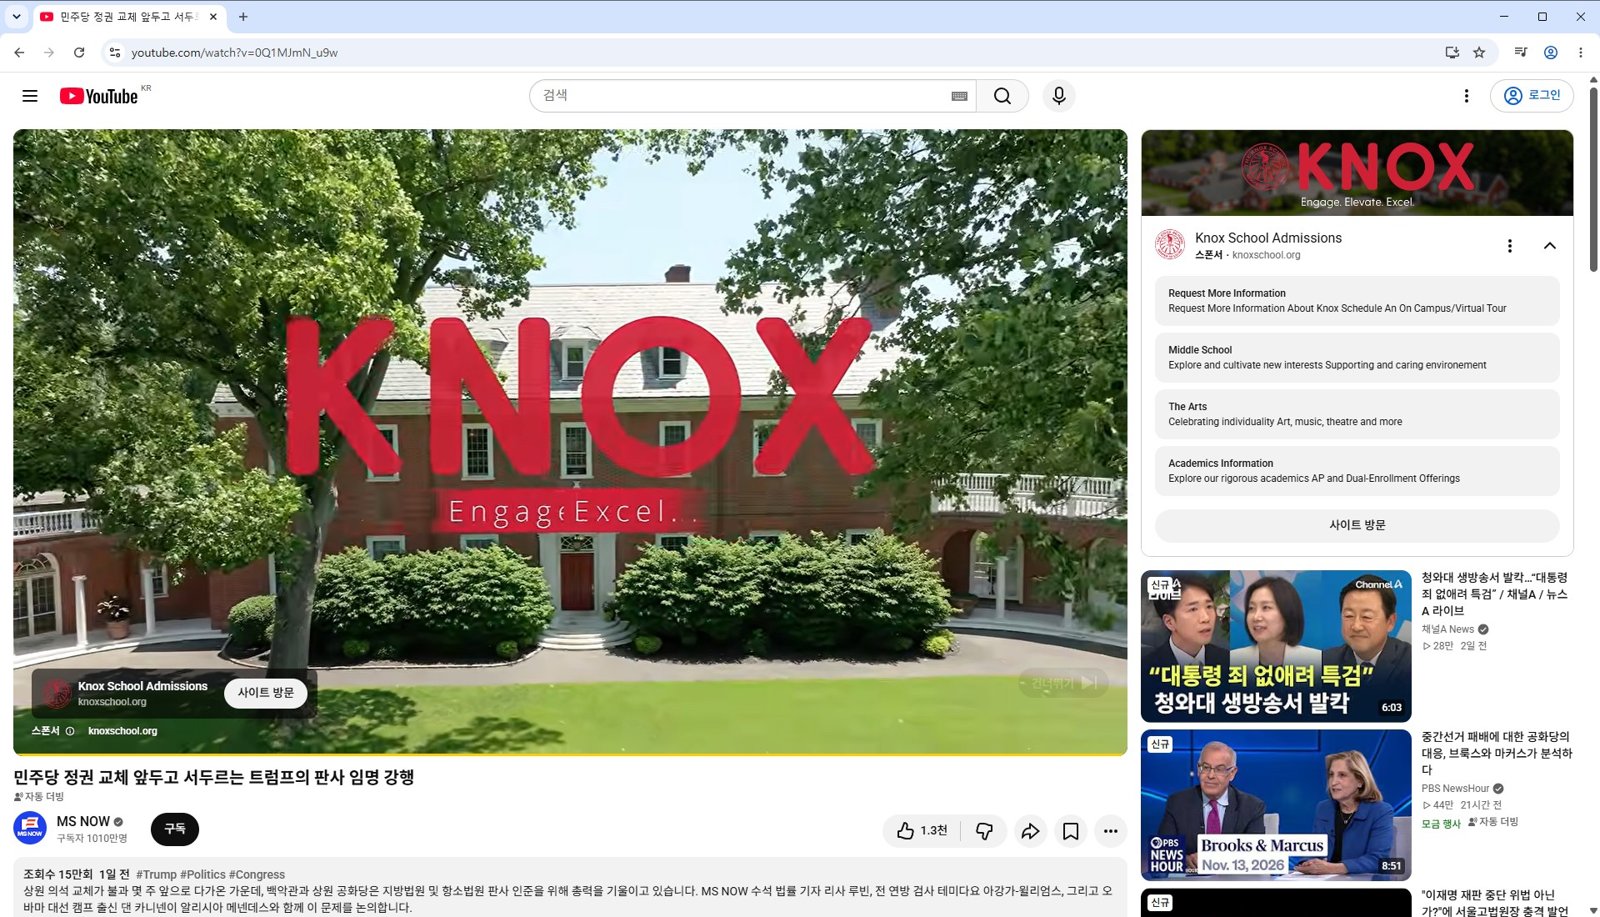 민주당 정권 교체 앞두고 서두르
youtube.com/watch?v=0Q1MJmN_u9w
YouTube KR
검색
로그인
KNOX
Engage Excel...
Knox School Admissions
knoxschool.org
사이트 방문
건너뛰기
스폰서 knoxschool.org
민주당 정권 교체 앞두고 서두르는 트럼프의 판사 임명 강행
자동 더빙
MS NOW
MS NOW
구독자 1010만명
구독
1.3천
조회수 15만회 1일 전 #Trump #Politics #Congress
상원 의석 교체가 불과 몇 주 앞으로 다가온 가운데, 백악관과 상원 공화당은 지방법원 및 항소법원 판사 인준을 위해 총력을 기울이고 있습니다. MS NOW 수석 법률 기자 리사 루빈, 전 연방 검사 테미다요 아강가-윌리엄스, 그리고 오
바마 대선 캠프 출신 댄 카니넨이 알리시아 메넨데스와 함께 이 문제를 논의합니다.
KNOX
Engage. Elevate. Excel.
Knox School Admissions
스폰서 · knoxschool.org
Request More Information
Request More Information About Knox Schedule An On Campus/Virtual Tour
Middle School
Explore and cultivate new interests Supporting and caring environement
The Arts
Celebrating individuality Art, music, theatre and more
Academics Information
Explore our rigorous academics AP and Dual-Enrollment Offerings
사이트 방문
신규
Channel A
“대통령 죄 없애려 특검”
청와대 생방송서 발칵
6:03
청와대 생방송서 발칵...“대통령
죄 없애려 특검” / 채널A / 뉴스
A 라이브
채널A News
28만 2일 전
신규
PBS
NEWS
HOUR
Brooks & Marcus
Nov. 13, 2026
8:51
중간선거 패배에 대한 공화당의
대응, 브룩스와 마커스가 분석하
다
PBS NewsHour
44만 21시간 전
모금 행사 자동 더빙
신규
"이재명 재판 중단 위법 아닌
가?"에 서울고법원장 충격 발언